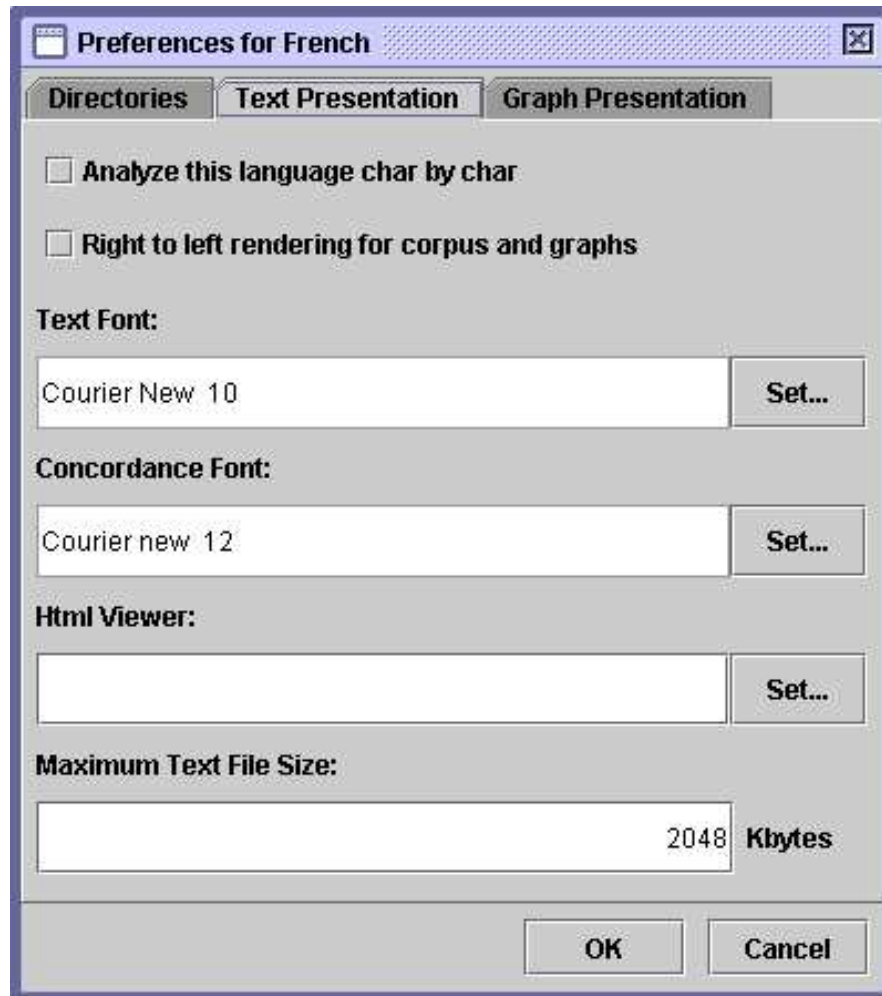 Preferences for French
Directories Text Presentation Graph Presentation
Analyze this language char by char
Right to left rendering for corpus and graphs
Text Font:
Courier New 10 Set...
Concordance Font:
Courier new 12 Set...
Html Viewer:
Set...
Maximum Text File Size:
2048 Kbytes
OK Cancel